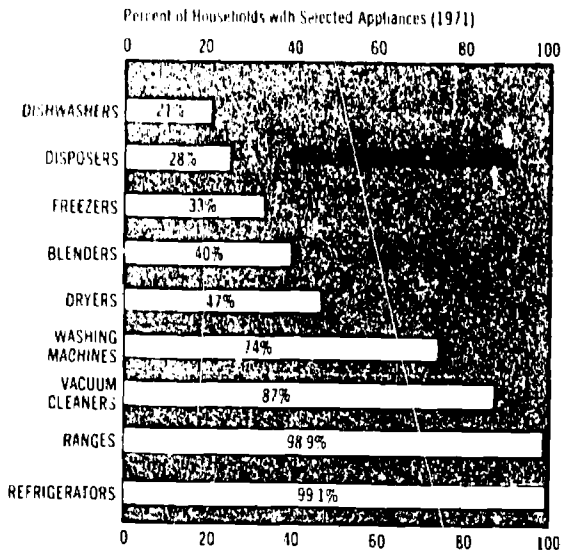 Percent of Households with Selected Appliances (1971)
0 20 40 60 80 100
DISHWASHERS 21%
DISPOSERS 28%
FREEZERS 33%
BLENDERS 40%
DRYERS 47%
WASHING
MACHINES 74%
VACUUM
CLEANERS 87%
RANGES 98.9%
REFRIGERATORS 99.1%
0 20 40 60 80 100